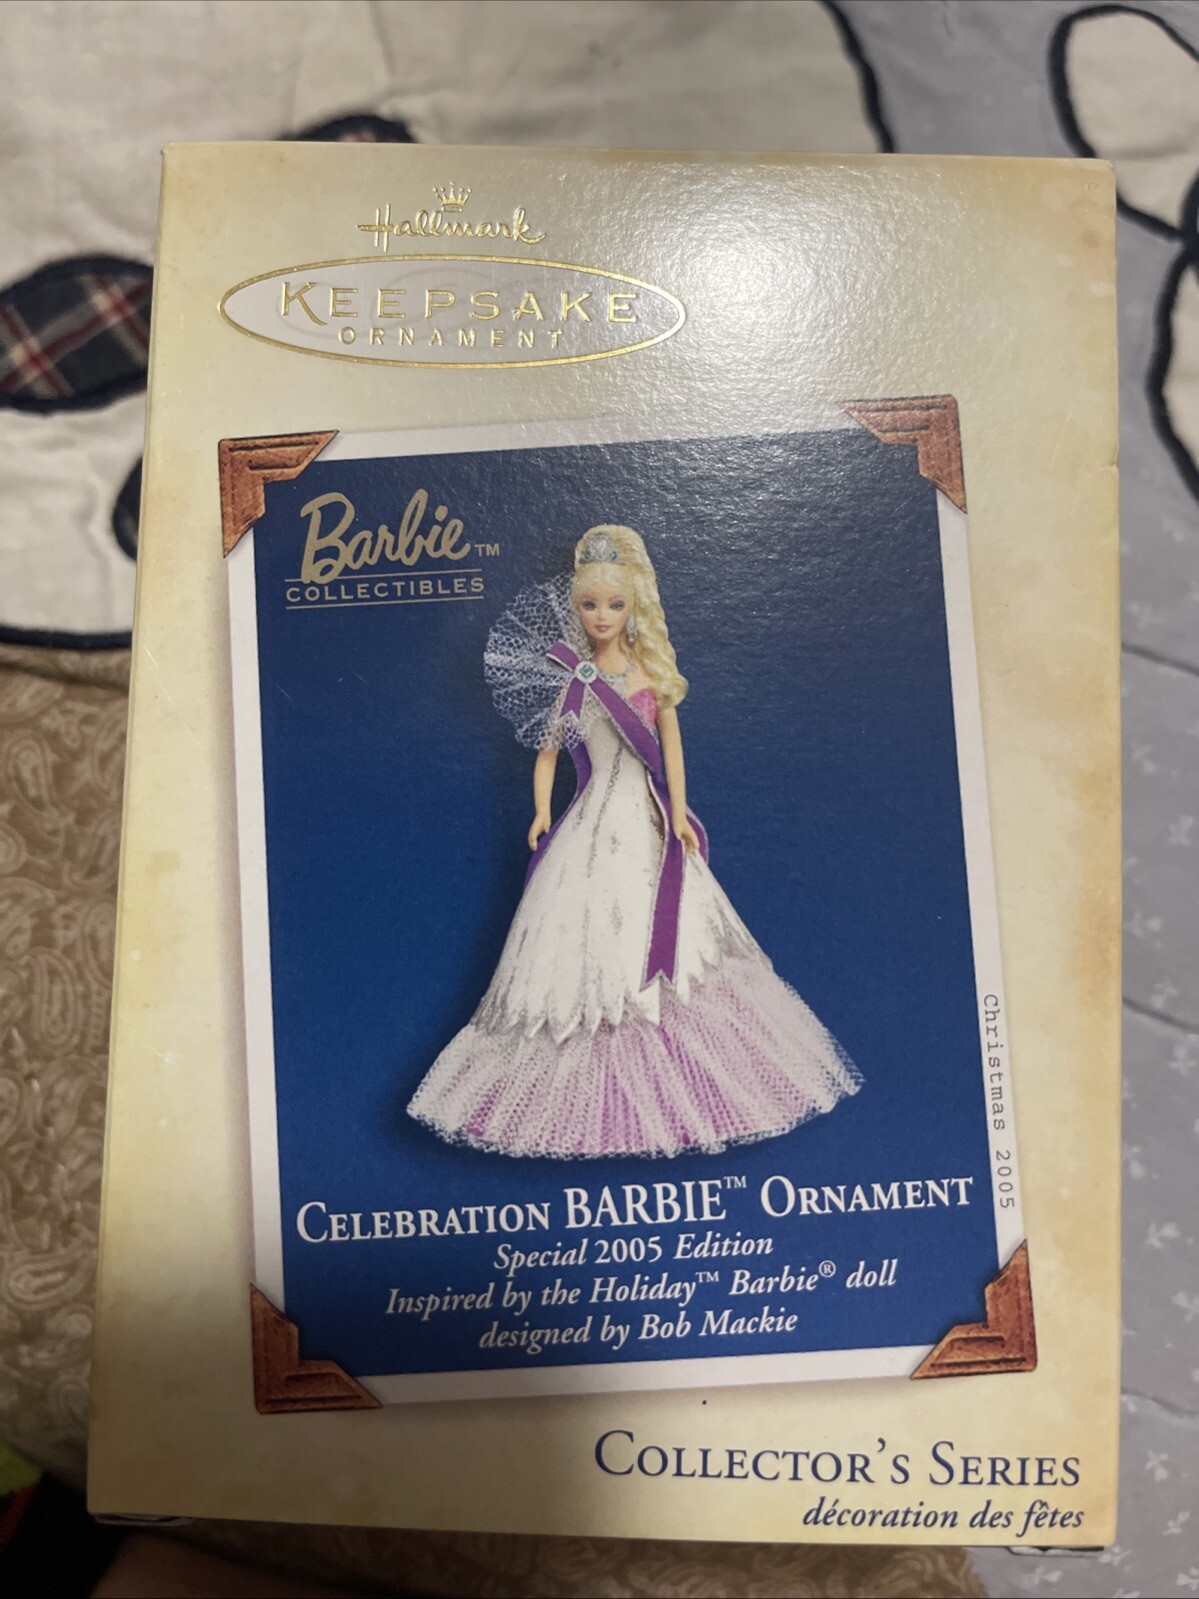 Hallmark
KEEPSAKE
ORNAMENT
Barbie™
COLLECTIBLES
Christmas 2005
CELEBRATION BARBIE™ ORNAMENT
Special 2005 Edition
Inspired by the Holiday™ Barbie® doll
designed by Bob Mackie
COLLECTOR'S SERIES
décoration des fêtes